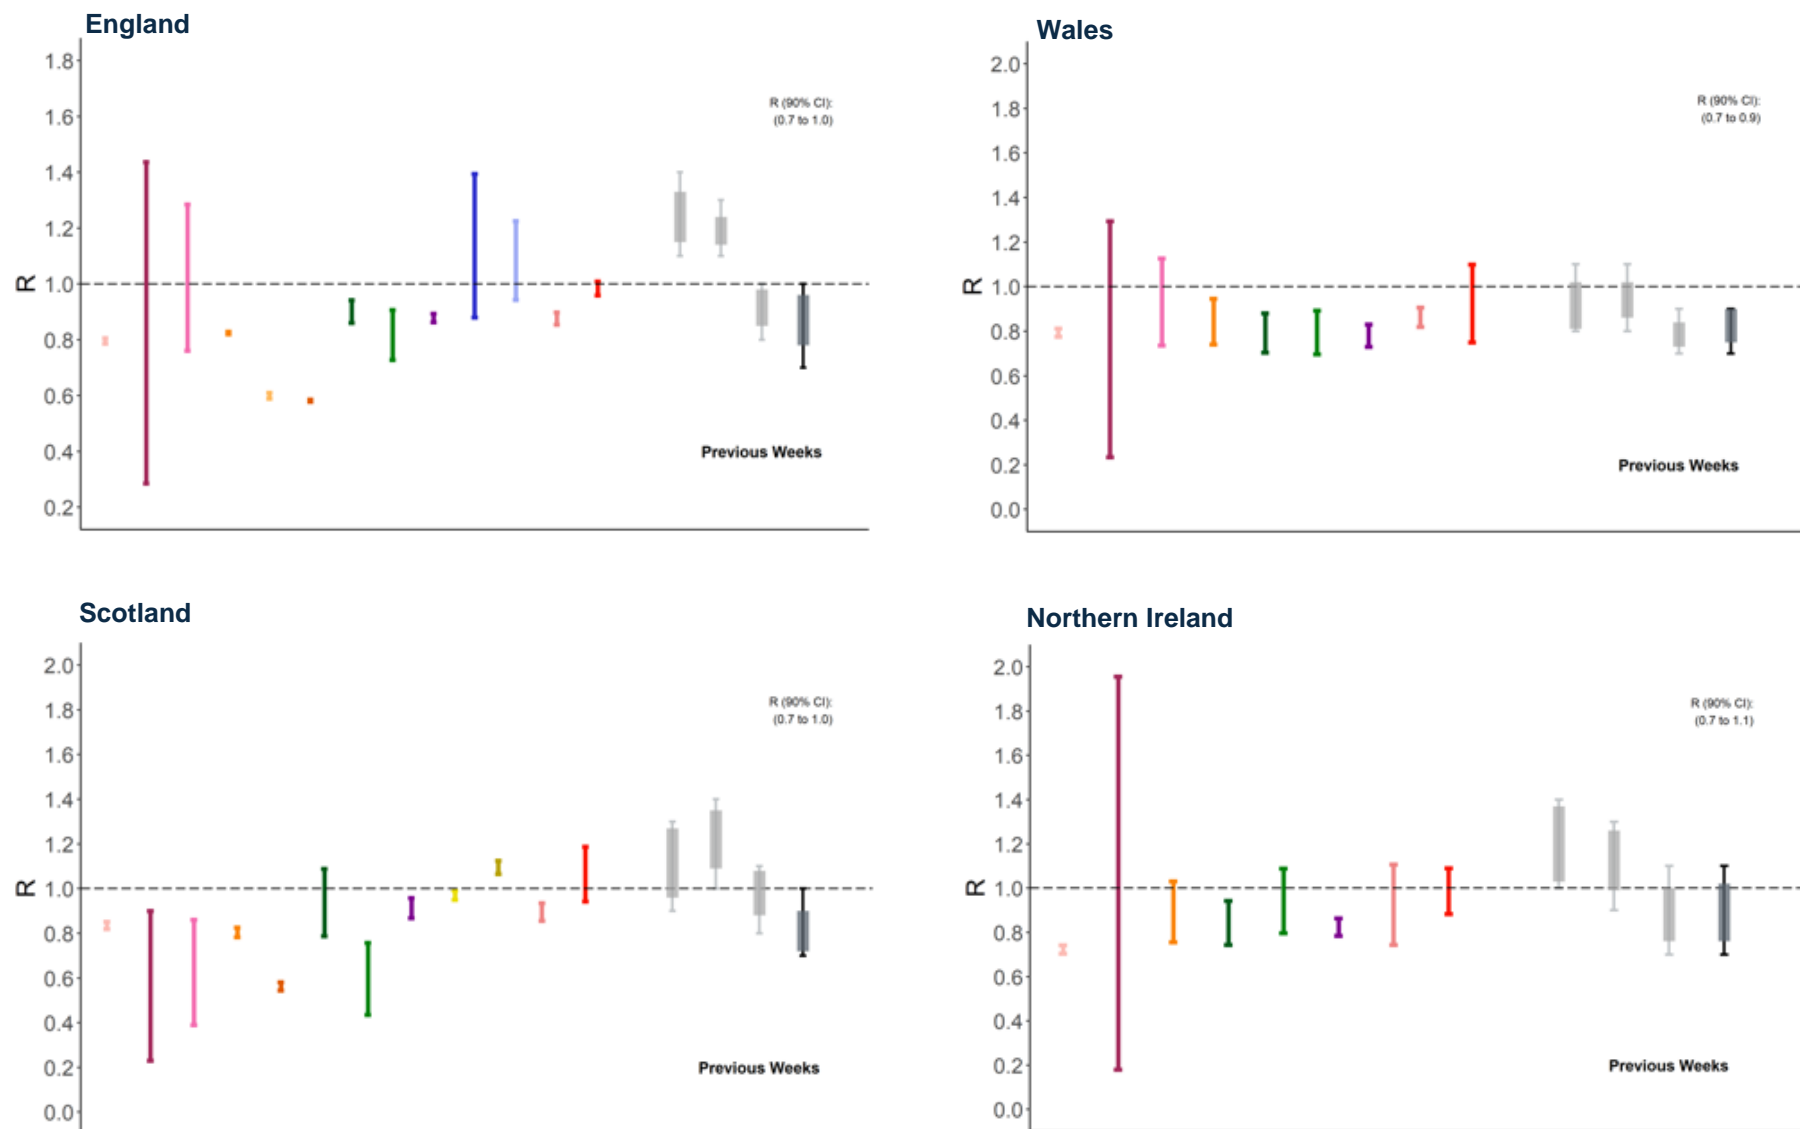 England
1.8
1.6
1.4
1.2
1.0
0.8
0.6
0.4
0.2
R
R (90% CI):
(0.7 to 1.0)
Previous Weeks
Wales
2.0
1.8
1.6
1.4
1.2
1.0
0.8
0.6
0.4
0.2
0.0
R
R (90% CI):
(0.7 to 0.9)
Previous Weeks
Scotland
2.0
1.8
1.6
1.4
1.2
1.0
0.8
0.6
0.4
0.2
0.0
R
R (90% CI):
(0.7 to 1.0)
Previous Weeks
Northern Ireland
2.0
1.8
1.6
1.4
1.2
1.0
0.8
0.6
0.4
0.2
0.0
R
R (90% CI):
(0.7 to 1.1)
Previous Weeks